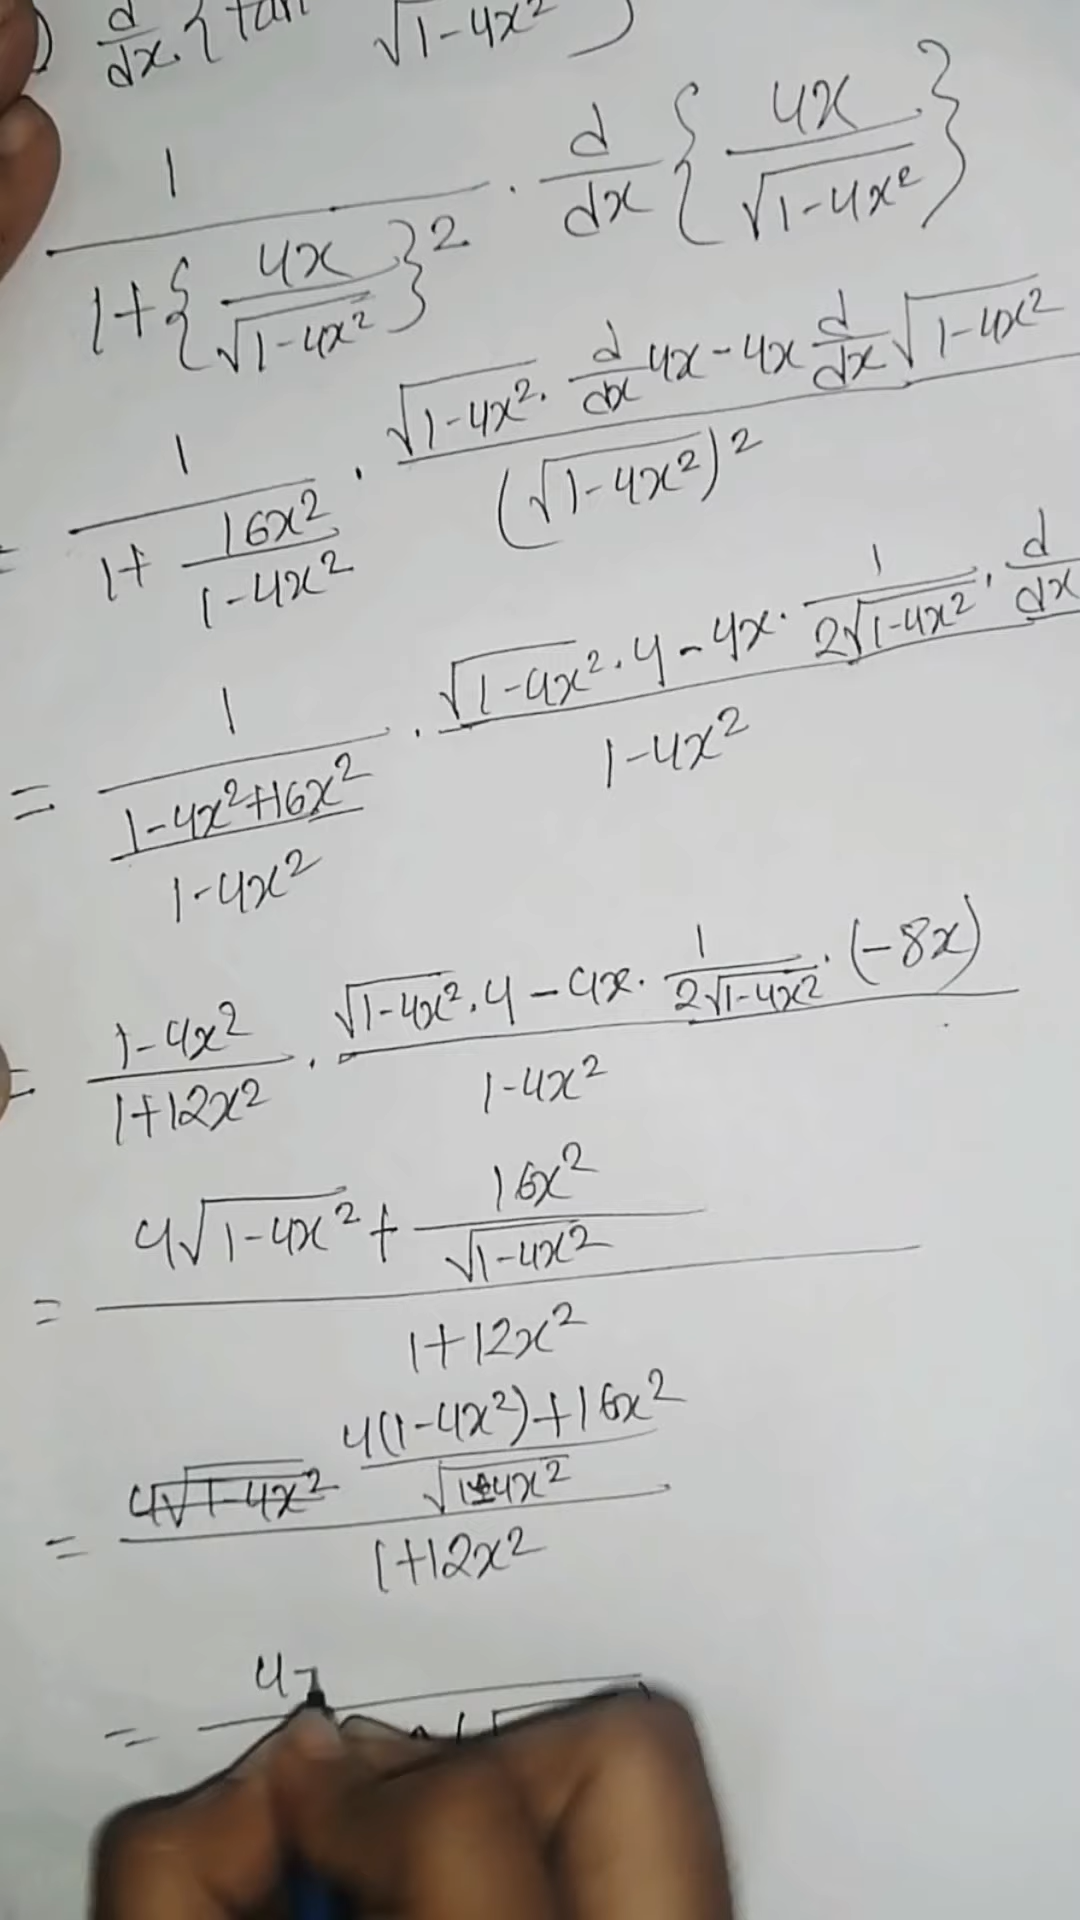 ) d/dx { tan √1-4x² )
1/(1+{4x/√1-4x²}²) · d/dx {4x/√1-4x²}
= 1/(1+ 16x²/1-4x²) · (√1-4x² · d/dx 4x - 4x d/dx √1-4x²)/(√1-4x²)²
= 1/((1-4x²+16x²)/(1-4x²)) · (√1-4x² · 4 - 4x · 1/(2√1-4x²) · d/dx)/(1-4x²)
= (1-4x²)/(1+12x²) · (√1-4x² · 4 - 4x · 1/(2√1-4x²) · (-8x))/(1-4x²)
= (4√1-4x² + 16x²/√1-4x²)/(1+12x²)
= (4√1-4x² (4(1-4x²)+16x²)/√1-4x²)/(1+12x²)
= 4-